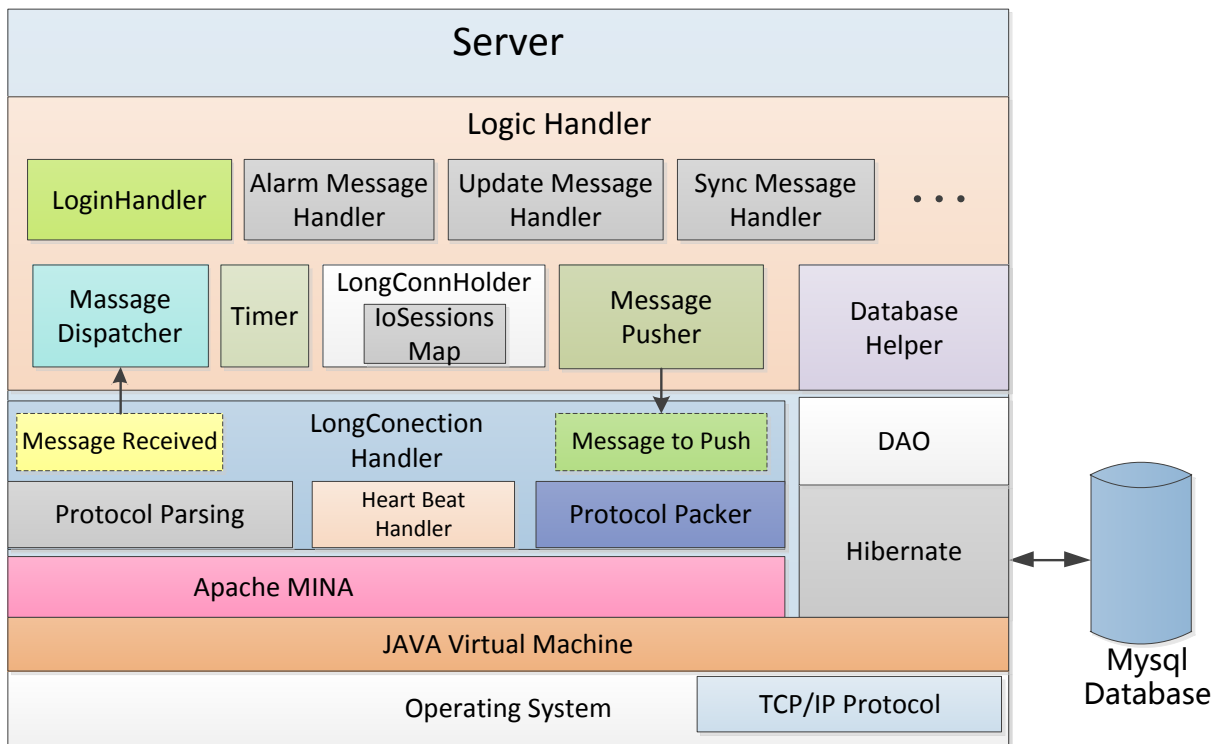 Server
Logic Handler
LoginHandler
Alarm Message
Handler
Update Message
Handler
Sync Message
Handler
...
Massage
Dispatcher
Timer
LongConnHolder
IoSessions
Map
Message
Pusher
Database
Helper
Message Received
LongConection
Handler
Message to Push
DAO
Protocol Parsing
Heart Beat
Handler
Protocol Packer
Hibernate
Apache MINA
JAVA Virtual Machine
Operating System
TCP/IP Protocol
Mysql
Database